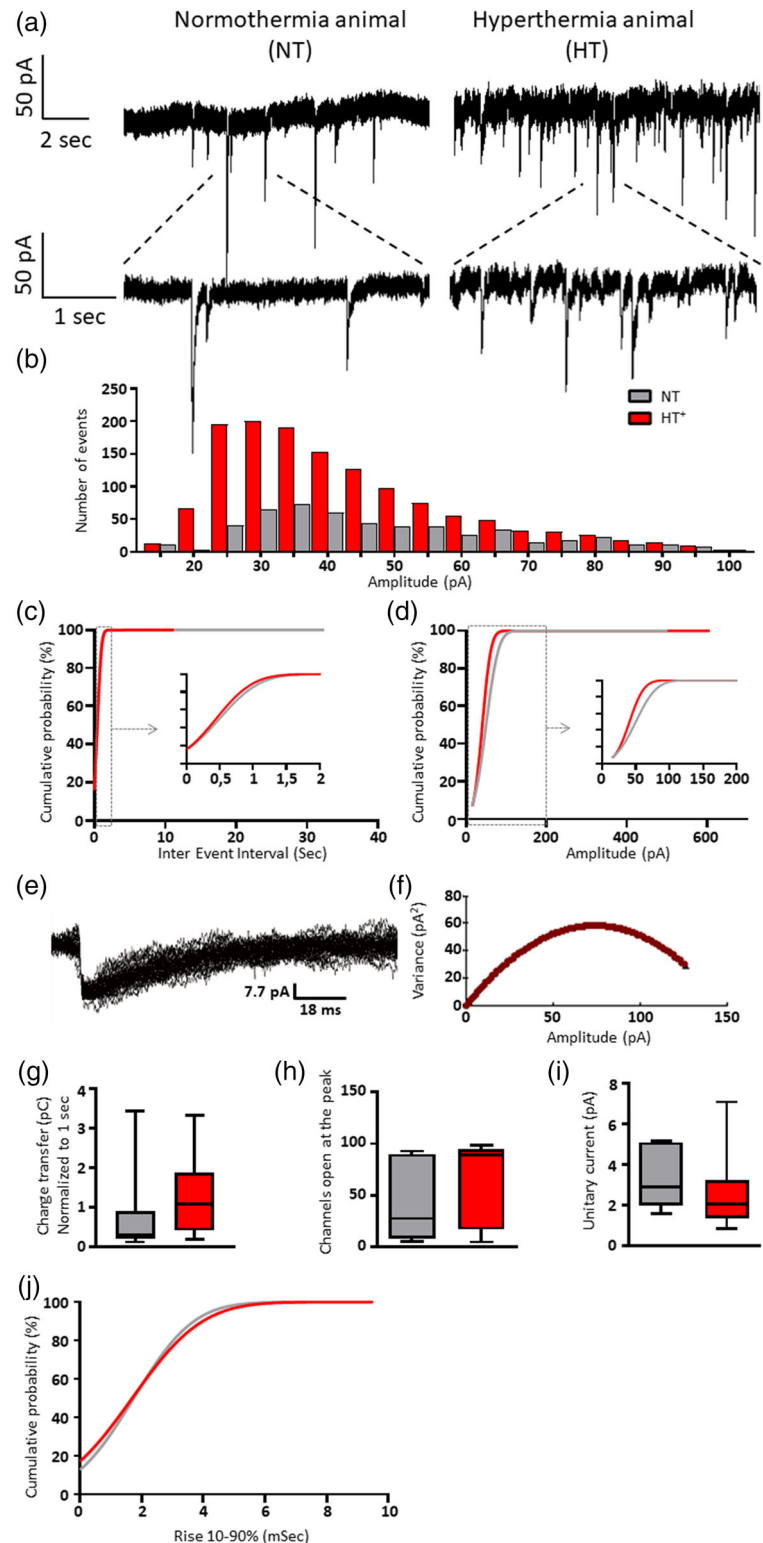 (a)
Normothermia animal
(NT)
Hyperthermia animal
(HT)
50 pA
2 sec
50 pA
1 sec
(b)
Number of events
250
200
150
100
50
0
NT
HT⁺
20 30 40 50 60 70 80 90 100
Amplitude (pA)
(c)
Cumulative probability (%)
100
80
60
40
20
0
0 10 20 30 40
Inter Event Interval (Sec)
0 0,5 1 1,5 2
(d)
Cumulative probability (%)
100
80
60
40
20
0
0 200 400 600
Amplitude (pA)
0 50 100 150 200
(e)
7.7 pA
18 ms
(f)
Variance (pA²)
80
60
40
20
0
0 50 100 150
Amplitude (pA)
(g)
Charge transfer (pC)
Normalized to 1 sec
4
3
2
1
0
(h)
Channels open at the peak
150
100
50
0
(i)
Unitary current (pA)
8
6
4
2
0
(j)
Cumulative probability (%)
100
80
60
40
20
0
0 2 4 6 8 10
Rise 10-90% (mSec)